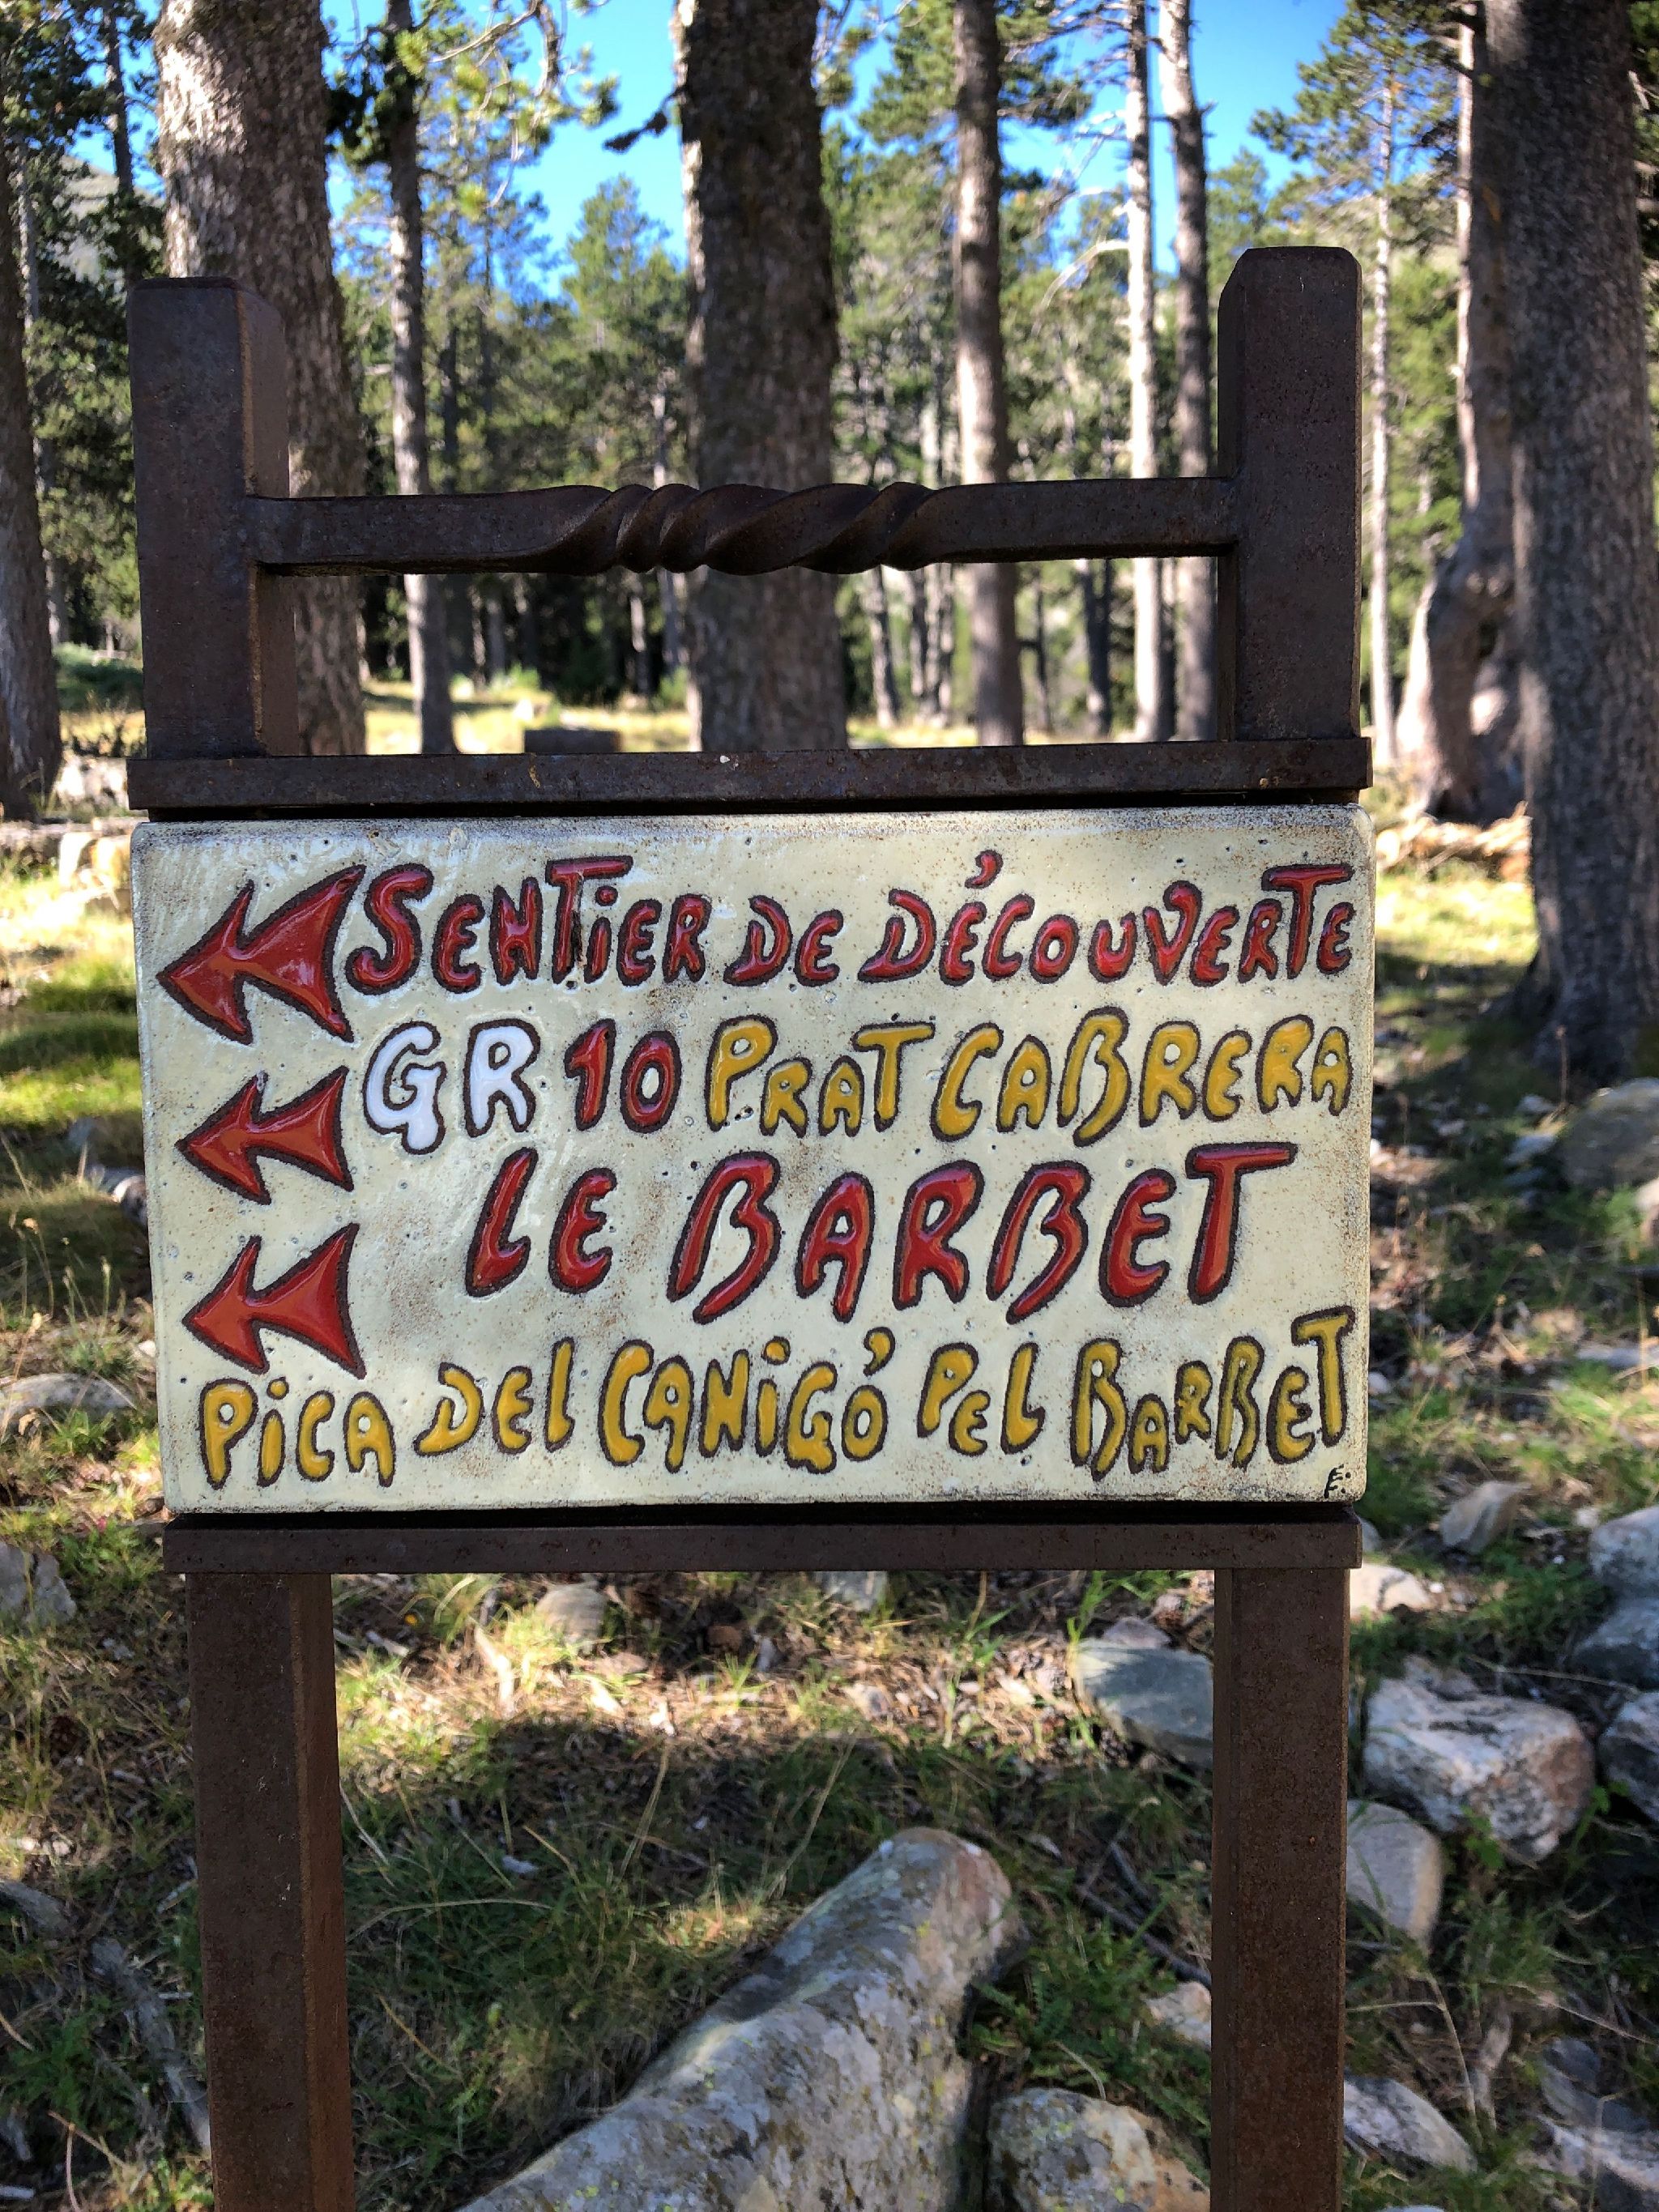 SENTiER DE DÉCOUVERTE
GR 10 PRAT CABRERA
LE BARBET
PiCA DEL CANiGÓ PEL BARBET
E.
F.